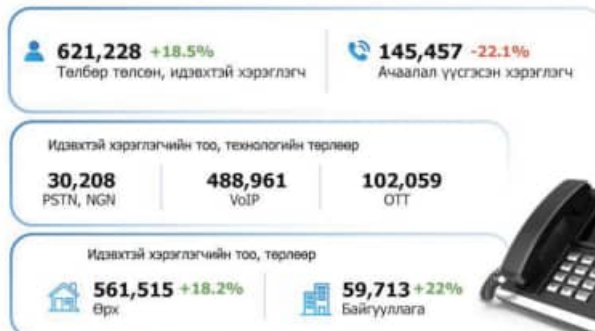 621,228 +18.5%
Төлбөр төлсөн, идэвхтэй хэрэглэгч
145,457 -22.1%
Ачаалал үүсгэсэн хэрэглэгч
Идэвхтэй хэрэглэгчийн тоо, технологийн төрлөөр
30,208
PSTN, NGN
488,961
VoIP
102,059
OTT
Идэвхтэй хэрэглэгчийн тоо, төрлөөр
561,515 +18.2%
Өрх
59,713 +22%
Байгууллага